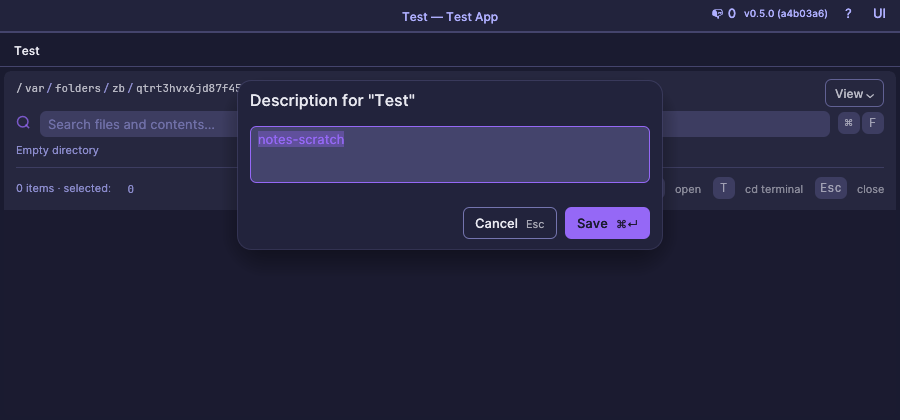 Test — Test App
0 v0.5.0 (a4b03a6) ? UI
Test
/var/folders/zb/qtrt3hvx6jd87f45
View
Search files and contents...
⌘ F
Empty directory
0 items · selected: 0
open T cd terminal Esc close
Description for "Test"
notes-scratch
Cancel Esc
Save ⌘↵